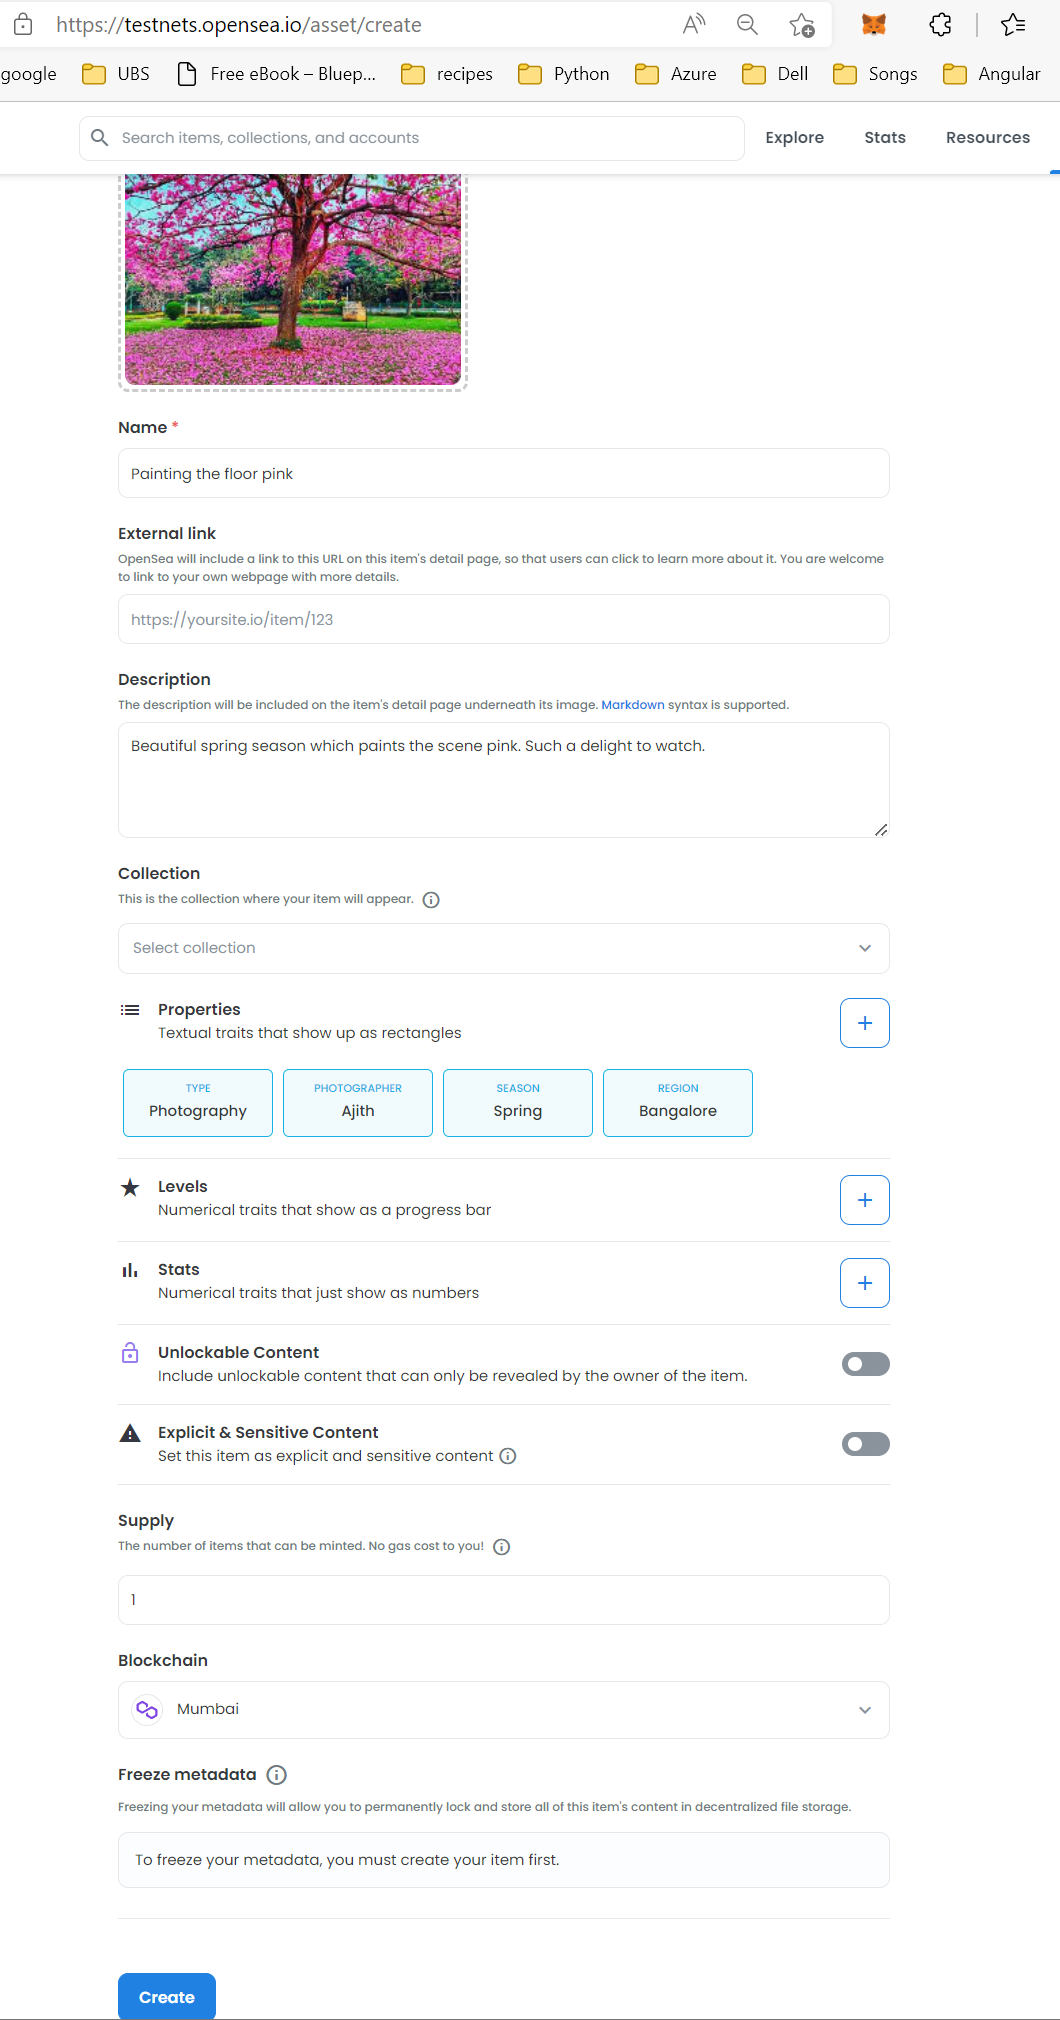 https://testnets.opensea.io/asset/create
google UBS Free eBook – Bluep... recipes Python Azure Dell Songs Angular
Search items, collections, and accounts Explore Stats Resources
Name *
Painting the floor pink
External link
OpenSea will include a link to this URL on this item's detail page, so that users can click to learn more about it. You are welcome
to link to your own webpage with more details.
https://yoursite.io/item/123
Description
The description will be included on the item's detail page underneath its image. Markdown syntax is supported.
Beautiful spring season which paints the scene pink. Such a delight to watch.
Collection
This is the collection where your item will appear.
Select collection
Properties
Textual traits that show up as rectangles
TYPE PHOTOGRAPHER SEASON REGION
Photography Ajith Spring Bangalore
Levels
Numerical traits that show as a progress bar
Stats
Numerical traits that just show as numbers
Unlockable Content
Include unlockable content that can only be revealed by the owner of the item.
Explicit & Sensitive Content
Set this item as explicit and sensitive content
Supply
The number of items that can be minted. No gas cost to you!
1
Blockchain
Mumbai
Freeze metadata
Freezing your metadata will allow you to permanently lock and store all of this item's content in decentralized file storage.
To freeze your metadata, you must create your item first.
Create